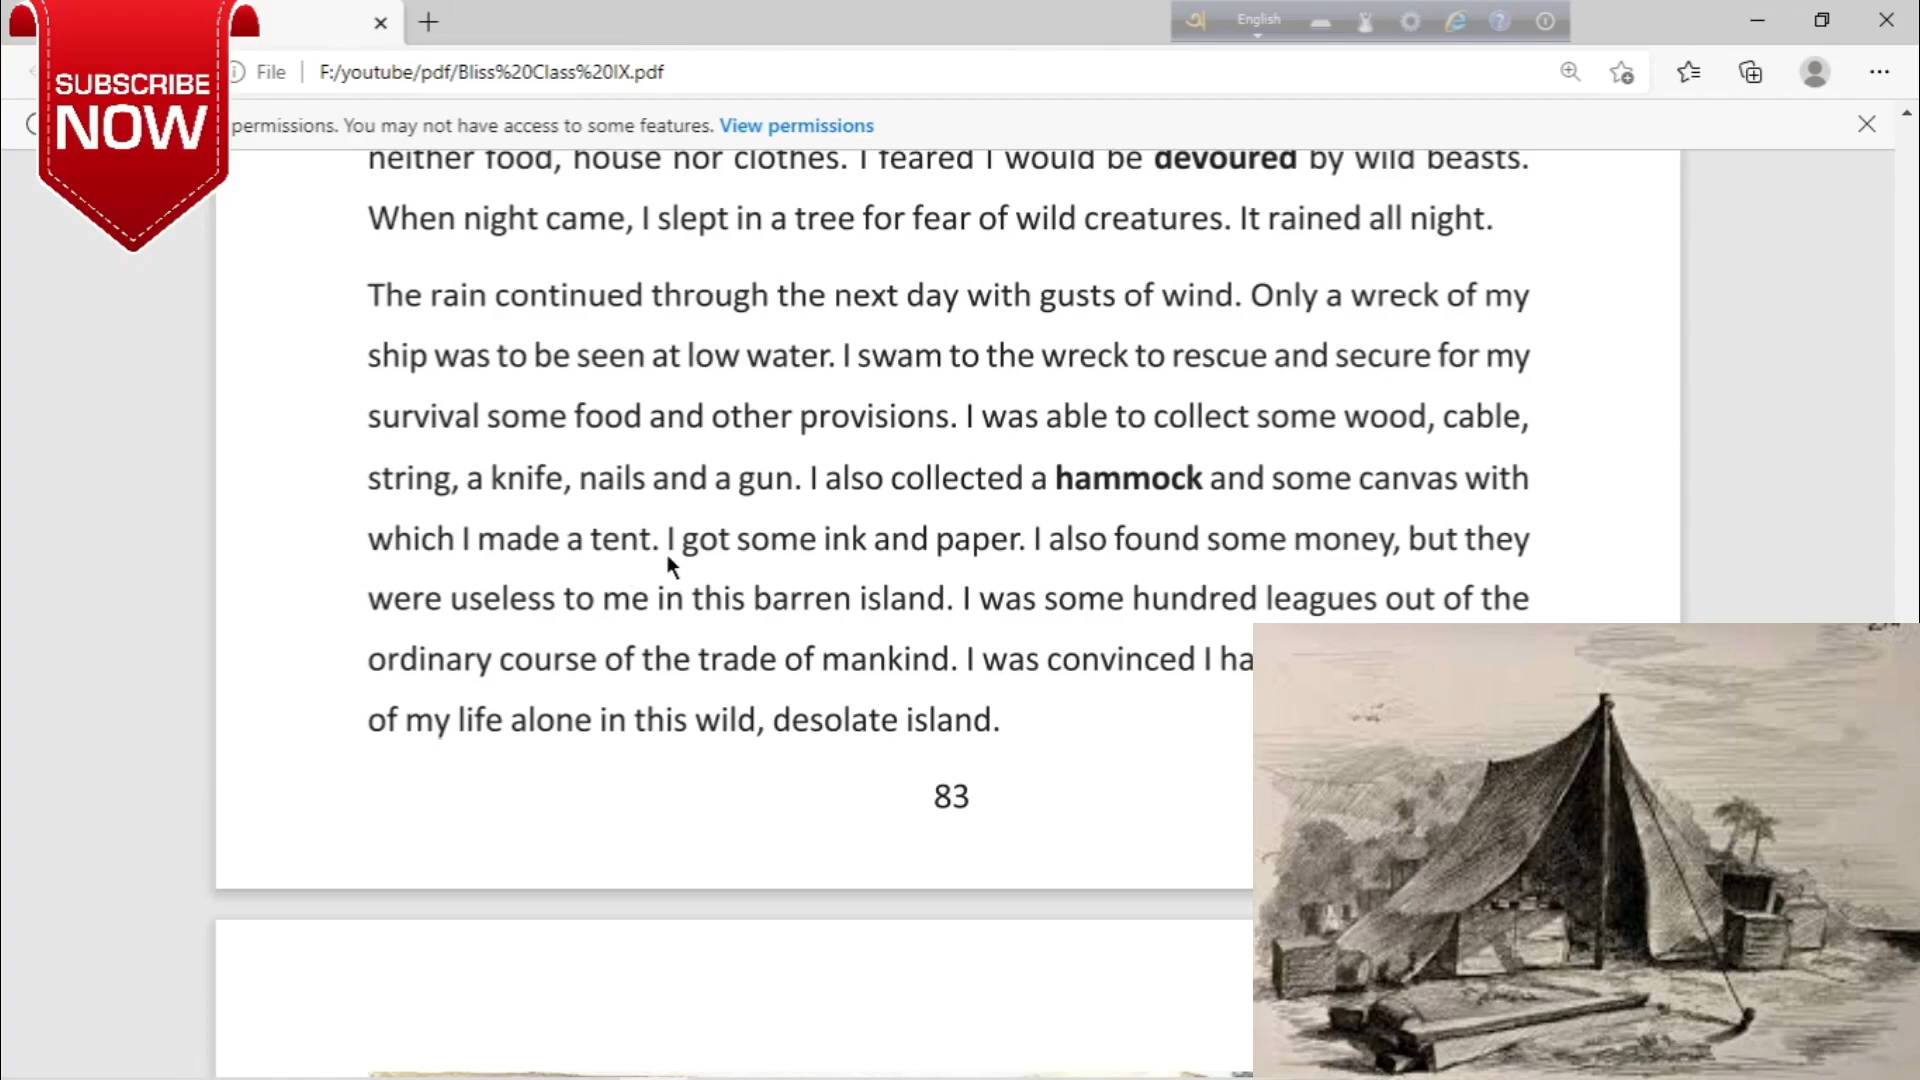 English
File
F:/youtube/pdf/Bliss%20Class%20IX.pdf
SUBSCRIBE
NOW
permissions. You may not have access to some features. View permissions
neither food, house nor clothes. I feared I would be devoured by wild beasts.
When night came, I slept in a tree for fear of wild creatures. It rained all night.
The rain continued through the next day with gusts of wind. Only a wreck of my
ship was to be seen at low water. I swam to the wreck to rescue and secure for my
survival some food and other provisions. I was able to collect some wood, cable,
string, a knife, nails and a gun. I also collected a hammock and some canvas with
which I made a tent. I got some ink and paper. I also found some money, but they
were useless to me in this barren island. I was some hundred leagues out of the
ordinary course of the trade of mankind. I was convinced I ha
of my life alone in this wild, desolate island.
83